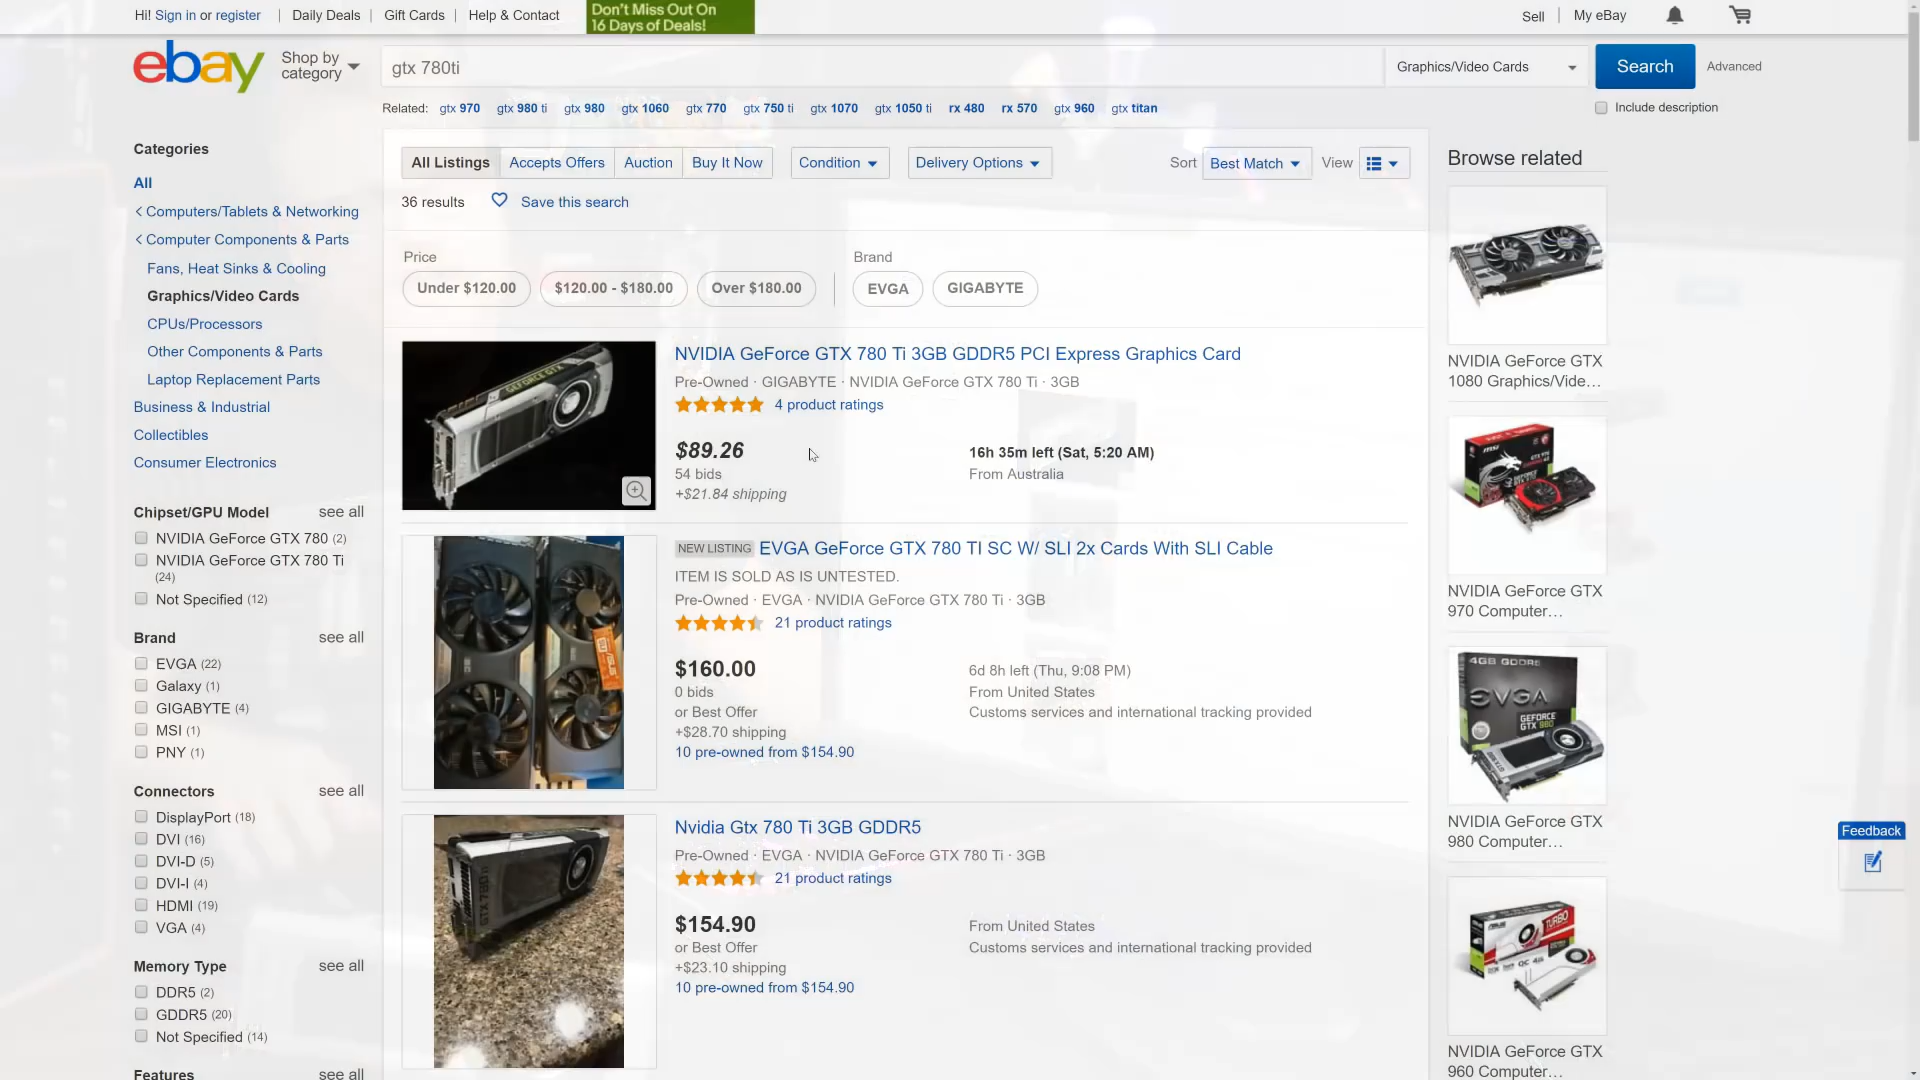 Hi! Sign in or register
Daily Deals
Gift Cards
Help & Contact
Don't Miss Out On
16 Days of Deals!
Sell
My eBay
ebay
Shop by
category
gtx 780ti
Graphics/Video Cards
Search
Advanced
Related: gtx 970 gtx 980 ti gtx 980 gtx 1060 gtx 770 gtx 750 ti gtx 1070 gtx 1050 ti rx 480 rx 570 gtx 960 gtx titan
Include description
Categories
All
Computers/Tablets & Networking
Computer Components & Parts
Fans, Heat Sinks & Cooling
Graphics/Video Cards
CPUs/Processors
Other Components & Parts
Laptop Replacement Parts
Business & Industrial
Collectibles
Consumer Electronics
Chipset/GPU Model see all
NVIDIA GeForce GTX 780 (2)
NVIDIA GeForce GTX 780 Ti
(24)
Not Specified (12)
Brand see all
EVGA (22)
Galaxy (1)
GIGABYTE (4)
MSI (1)
PNY (1)
Connectors see all
DisplayPort (18)
DVI (16)
DVI-D (5)
DVI-I (4)
HDMI (19)
VGA (4)
Memory Type see all
DDR5 (2)
GDDR5 (20)
Not Specified (14)
Features see all
All Listings
Accepts Offers
Auction
Buy It Now
Condition
Delivery Options
Sort Best Match
View
36 results
Save this search
Price
Under $120.00
$120.00 - $180.00
Over $180.00
Brand
EVGA
GIGABYTE
GEFORCE GTX
NVIDIA GeForce GTX 780 Ti 3GB GDDR5 PCI Express Graphics Card
Pre-Owned · GIGABYTE · NVIDIA GeForce GTX 780 Ti · 3GB
4 product ratings
$89.26
54 bids
+$21.84 shipping
16h 35m left (Sat, 5:20 AM)
From Australia
NEW LISTING EVGA GeForce GTX 780 TI SC W/ SLI 2x Cards With SLI Cable
ITEM IS SOLD AS IS UNTESTED.
Pre-Owned · EVGA · NVIDIA GeForce GTX 780 Ti · 3GB
21 product ratings
$160.00
0 bids
or Best Offer
+$28.70 shipping
10 pre-owned from $154.90
6d 8h left (Thu, 9:08 PM)
From United States
Customs services and international tracking provided
Nvidia Gtx 780 Ti 3GB GDDR5
Pre-Owned · EVGA · NVIDIA GeForce GTX 780 Ti · 3GB
21 product ratings
$154.90
or Best Offer
+$23.10 shipping
10 pre-owned from $154.90
From United States
Customs services and international tracking provided
GTX 780 Ti
Browse related
NVIDIA GeForce GTX
1080 Graphics/Vide...
NVIDIA GeForce GTX
970 Computer...
4GB GDDR5
EVGA
GEFORCE
GTX 980
NVIDIA GeForce GTX
980 Computer...
TURBO
NVIDIA GeForce GTX
960 Computer...
Feedback